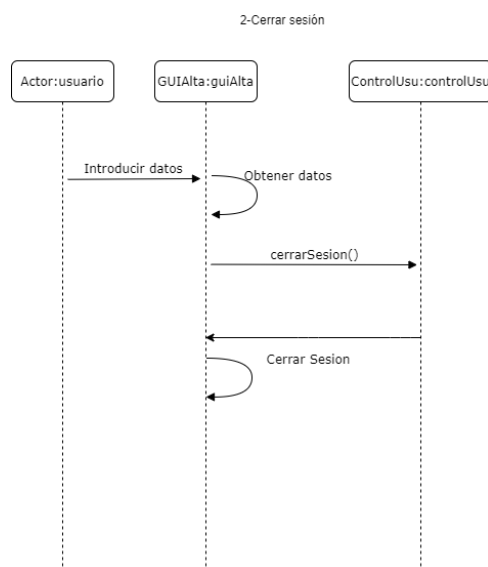 2-Cerrar sesión
Actor:usuario
GUIAlta:guiAlta
ControlUsu:controlUsu
Introducir datos
Obtener datos
cerrarSesion()
Cerrar Sesion